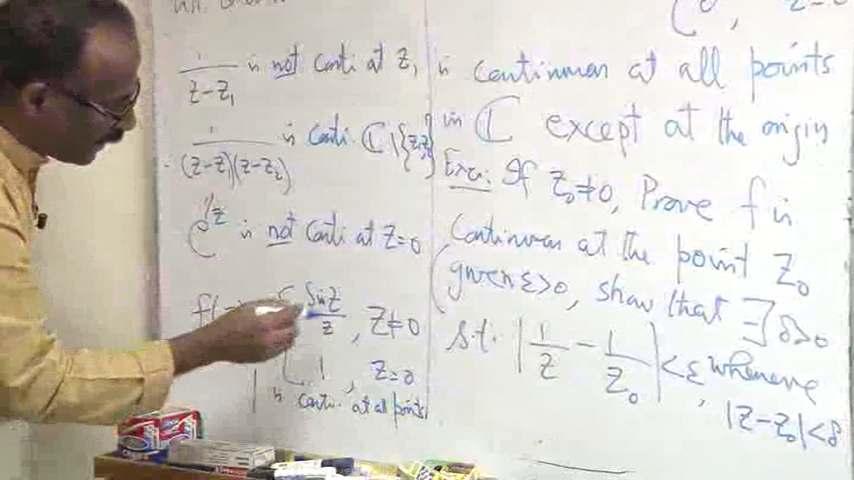 1/(z-z₁) is not conti at z₁
1/((z-z₁)(z-z₂)) is conti. ℂ\{z₁,z₂}
e^{1/z} is not conti at z=0
sin z/z, z≠0
1, z=0
is conti. at all points
0, z=0
is continuous at all points
in ℂ except at the origin
Exer: If z₀≠0, Prove f is
continuous at the point z₀
(given ε>0, show that ∃ δ>0
s.t. |1/z - 1/z₀| < ε whenever
|z-z₀|<δ